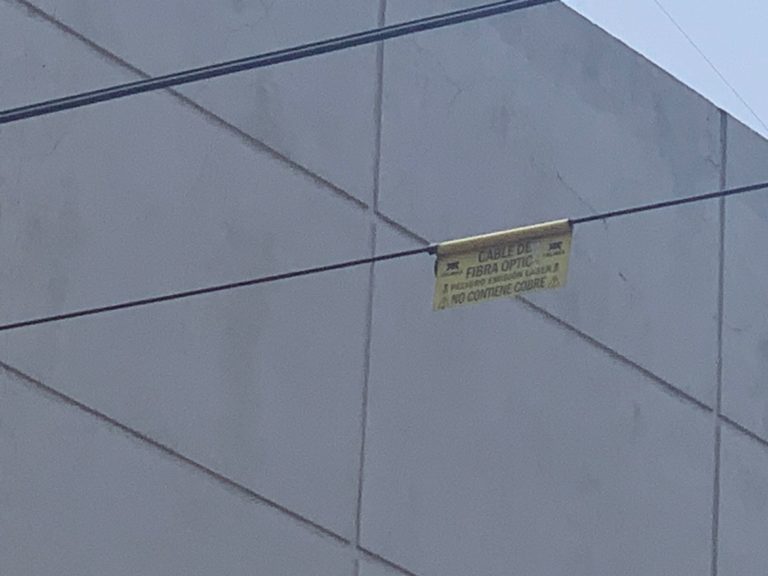 CABLE DE
FIBRA OPTIC
PELIGRO EMISION LASER
NO CONTIENE COBRE